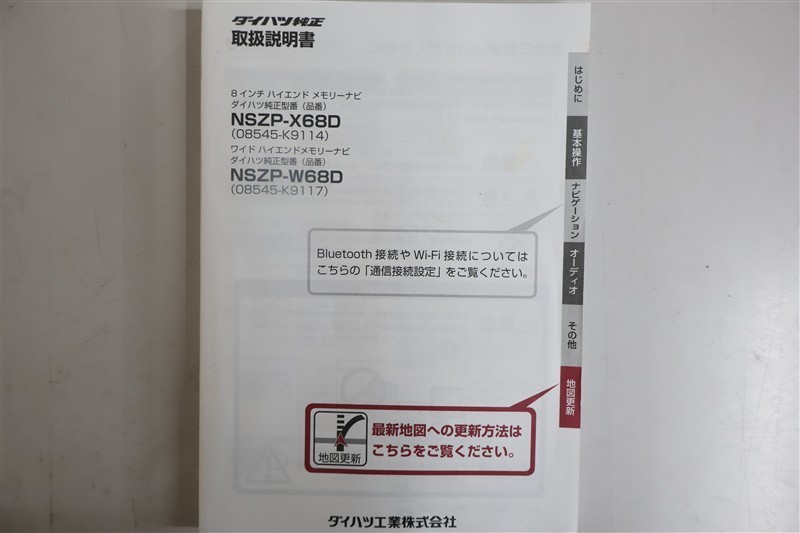 ダイハツ純正
取扱説明書
8インチ ハイエンド メモリーナビ
ダイハツ純正型番（品番）
NSZP-X68D
(08545-K9114)
ワイド ハイエンドメモリーナビ
ダイハツ純正型番（品番）
NSZP-W68D
(08545-K9117)
Bluetooth 接続や Wi-Fi 接続については
こちらの「通信接続設定」をご覧ください。
はじめに
基本操作
ナビゲーション
オーディオ
その他
地図更新
最新地図への更新方法は
こちらをご覧ください。
地図更新
ダイハツ工業株式会社